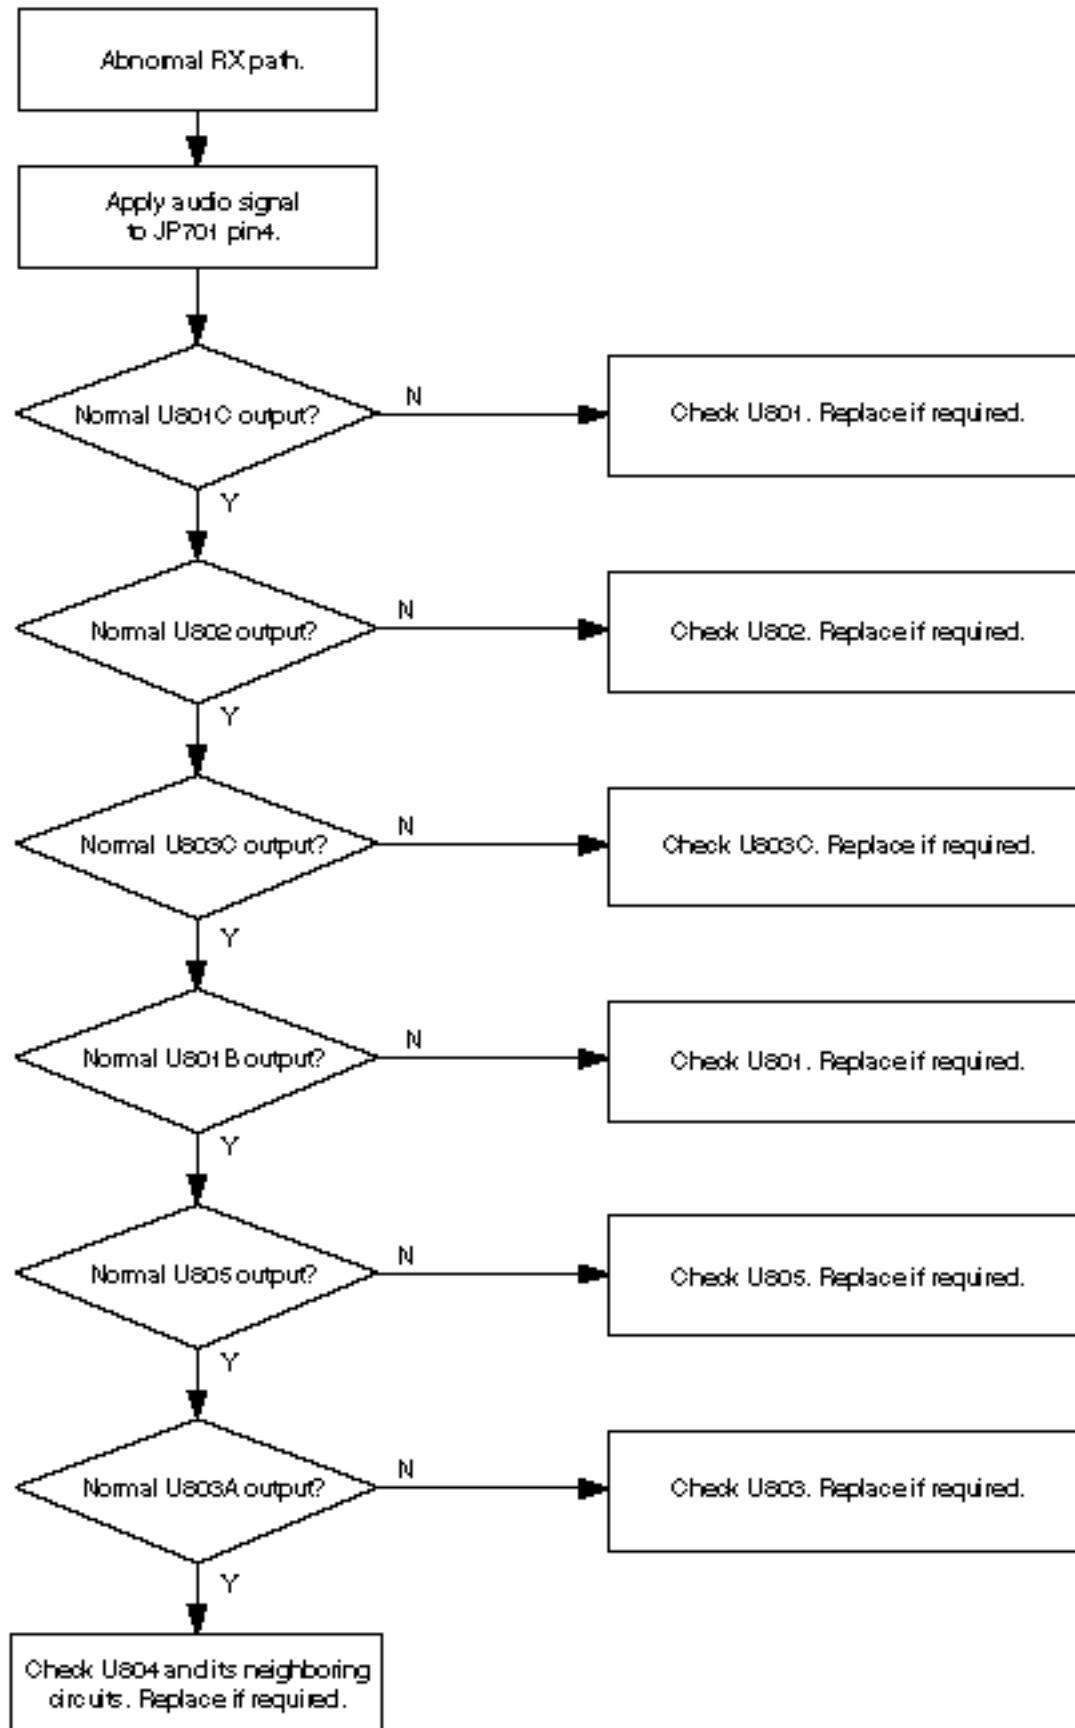 Abnormal RX path.
Apply audio signal
to JP701 pin4.
Normal U801C output?
N
Check U801. Replace if required.
Y
Normal U802 output?
N
Check U802. Replace if required.
Y
Normal U803C output?
N
Check U803C. Replace if required.
Y
Normal U801B output?
N
Check U801. Replace if required.
Y
Normal U805 output?
N
Check U805. Replace if required.
Y
Normal U803A output?
N
Check U803. Replace if required.
Y
Check U804 and its neighboring
circuits. Replace if required.